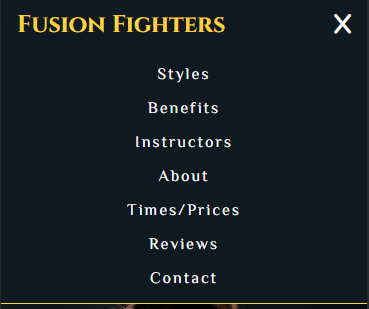 Fusion Fighters
Styles
Benefits
Instructors
About
Times/Prices
Reviews
Contact